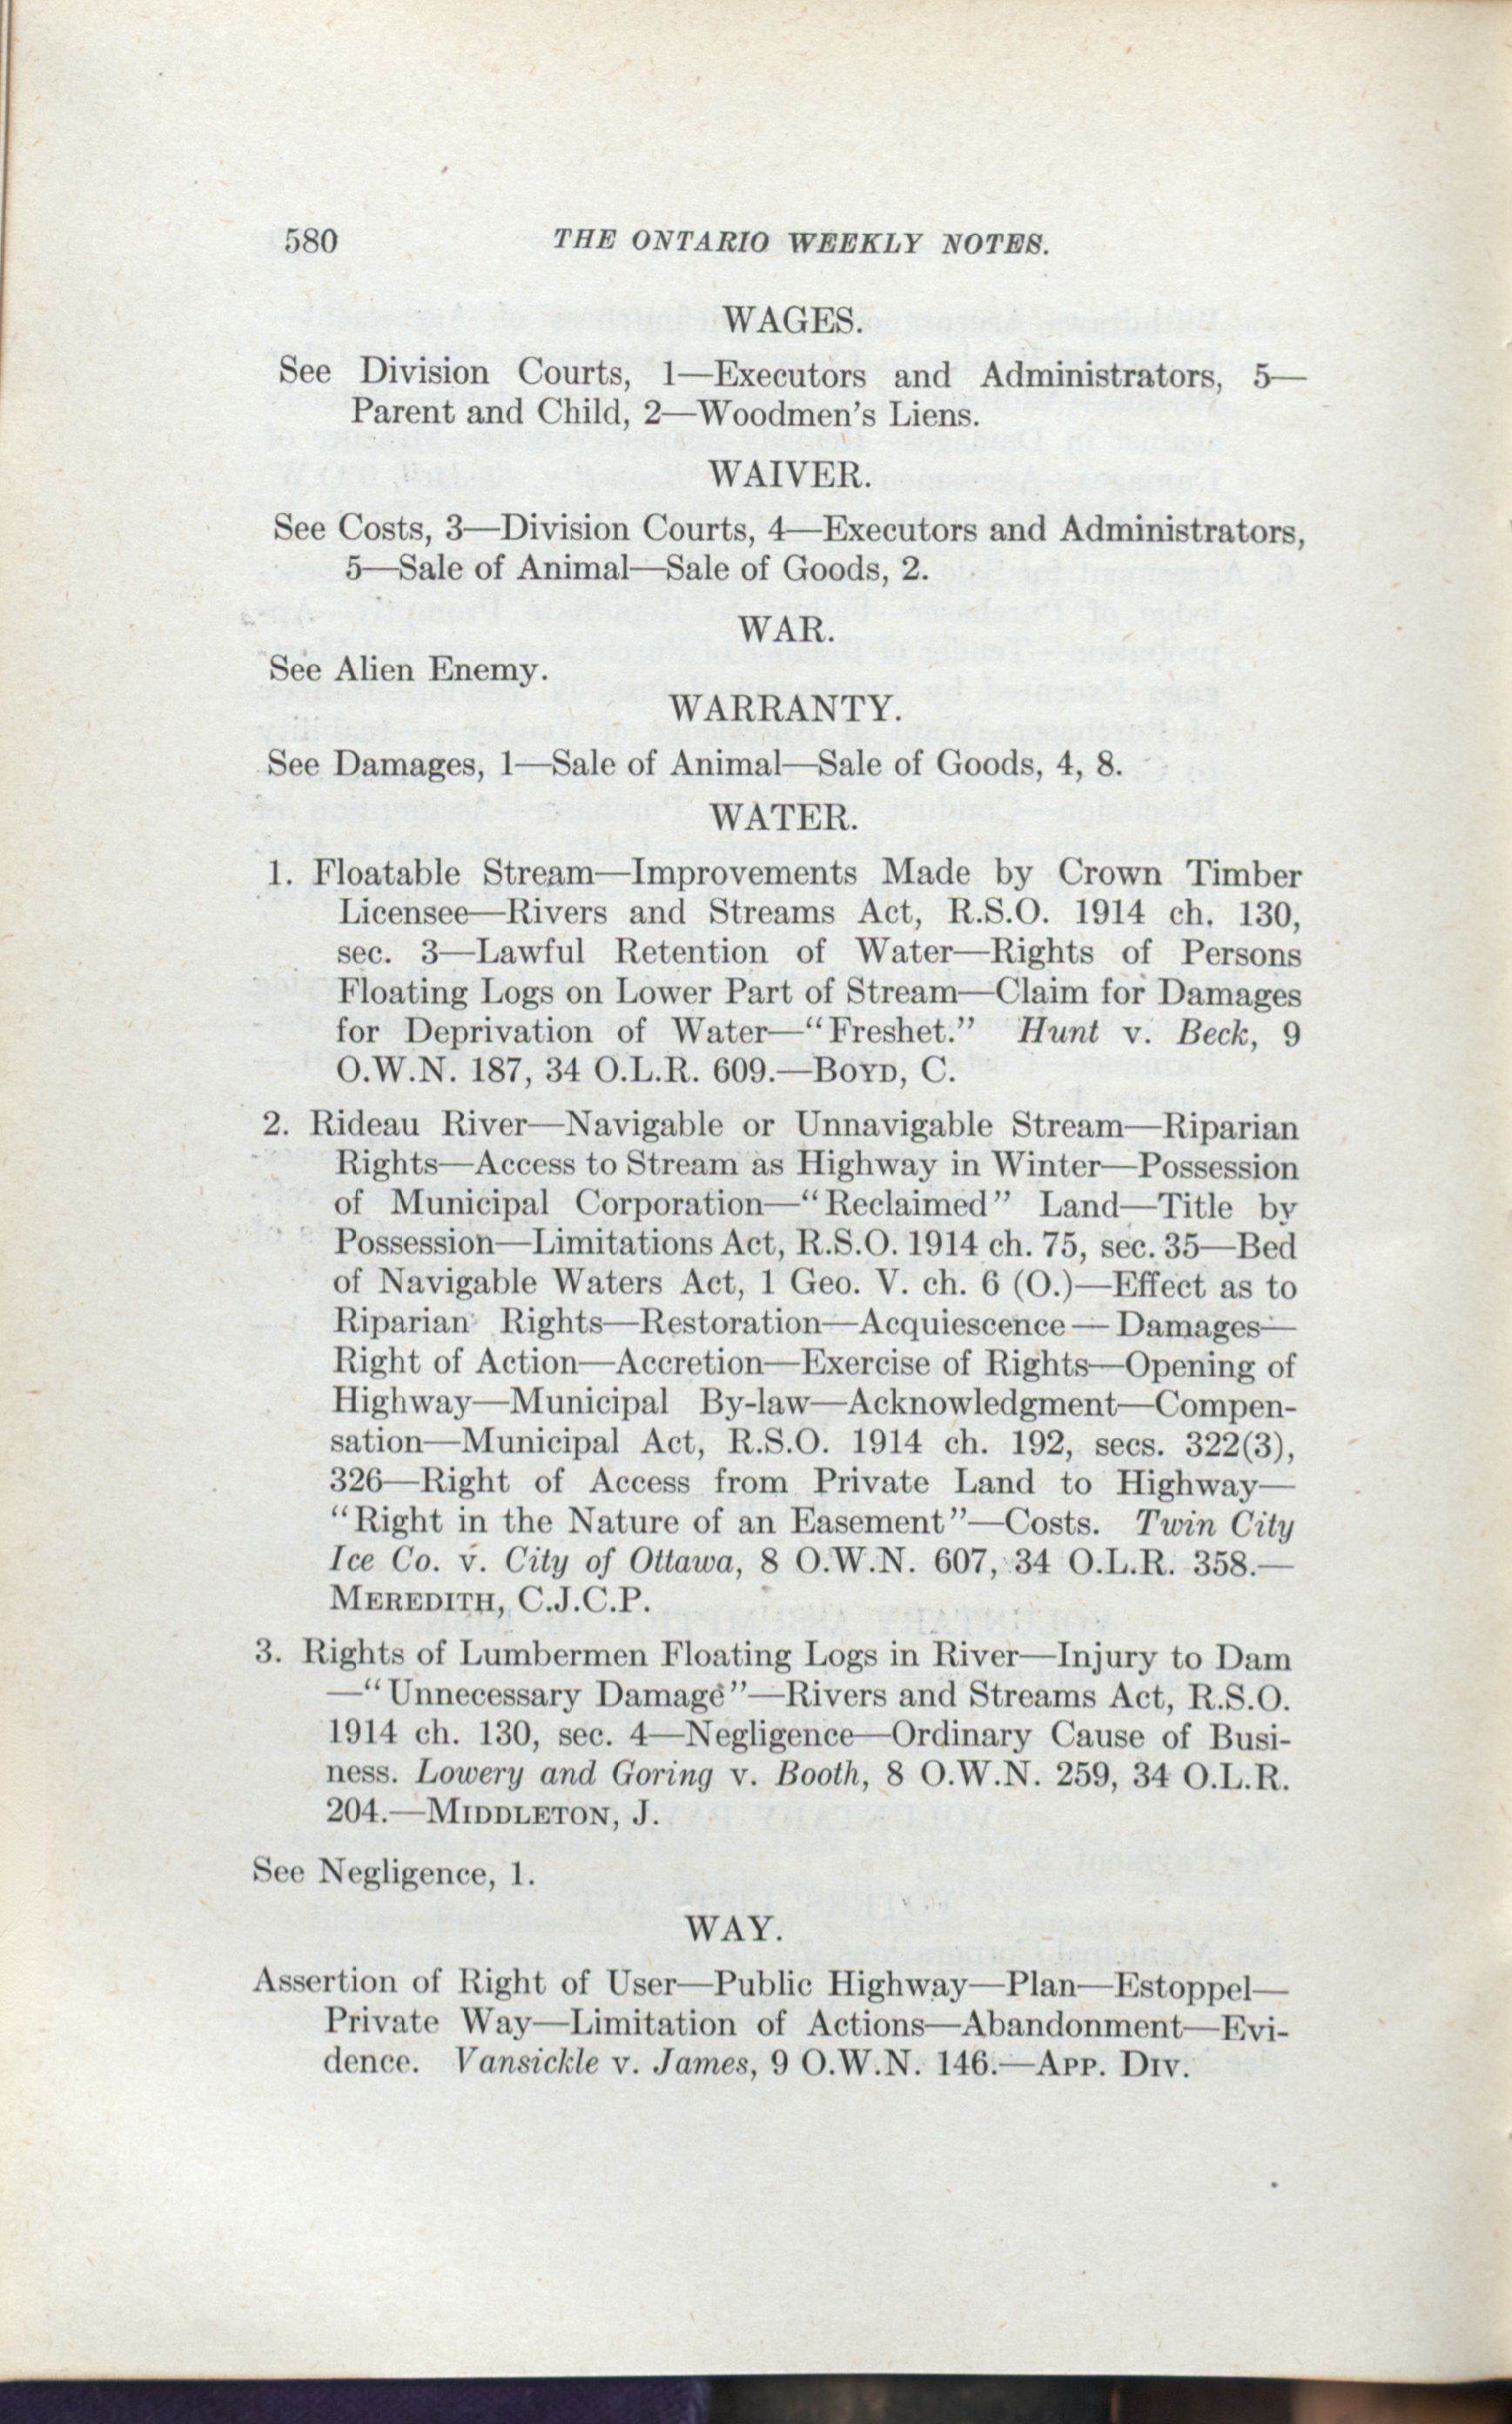 580 THE ONTARIO WEEKLY NOTES.
WAGES.
See Division Courts, 1—Executors and Administrators, 5—
Parent and Child, 2—Woodmen's Liens.
WAIVER.
See Costs, 3—Division Courts, 4—Executors and Administrators,
5—Sale of Animal—Sale of Goods, 2.
WAR.
See Alien Enemy.
WARRANTY.
See Damages, 1—Sale of Animal—Sale of Goods, 4, 8.
WATER.
1. Floatable Stream—Improvements Made by Crown Timber
Licensee—Rivers and Streams Act, R.S.O. 1914 ch. 130,
sec. 3—Lawful Retention of Water—Rights of Persons
Floating Logs on Lower Part of Stream—Claim for Damages
for Deprivation of Water—"Freshet." Hunt v. Beck, 9
O.W.N. 187, 34 O.L.R. 609.—BOYD, C.
2. Rideau River—Navigable or Unnavigable Stream—Riparian
Rights—Access to Stream as Highway in Winter—Possession
of Municipal Corporation—"Reclaimed" Land—Title by
Possession—Limitations Act, R.S.O. 1914 ch. 75, sec. 35—Bed
of Navigable Waters Act, 1 Geo. V. ch. 6 (O.)—Effect as to
Riparian Rights—Restoration—Acquiescence—Damages—
Right of Action—Accretion—Exercise of Rights—Opening of
Highway—Municipal By-law—Acknowledgment—Compen-
sation—Municipal Act, R.S.O. 1914 ch. 192, secs. 322(3),
326—Right of Access from Private Land to Highway—
"Right in the Nature of an Easement"—Costs. Twin City
Ice Co. v. City of Ottawa, 8 O.W.N. 607, 34 O.L.R. 358.—
MEREDITH, C.J.C.P.
3. Rights of Lumbermen Floating Logs in River—Injury to Dam
—"Unnecessary Damage"—Rivers and Streams Act, R.S.O.
1914 ch. 130, sec. 4—Negligence—Ordinary Cause of Busi-
ness. Lowery and Goring v. Booth, 8 O.W.N. 259, 34 O.L.R.
204.—MIDDLETON, J.
See Negligence, 1.
WAY.
Assertion of Right of User—Public Highway—Plan—Estoppel—
Private Way—Limitation of Actions—Abandonment—Evi-
dence. Vansickle v. James, 9 O.W.N. 146.—APP. DIV.